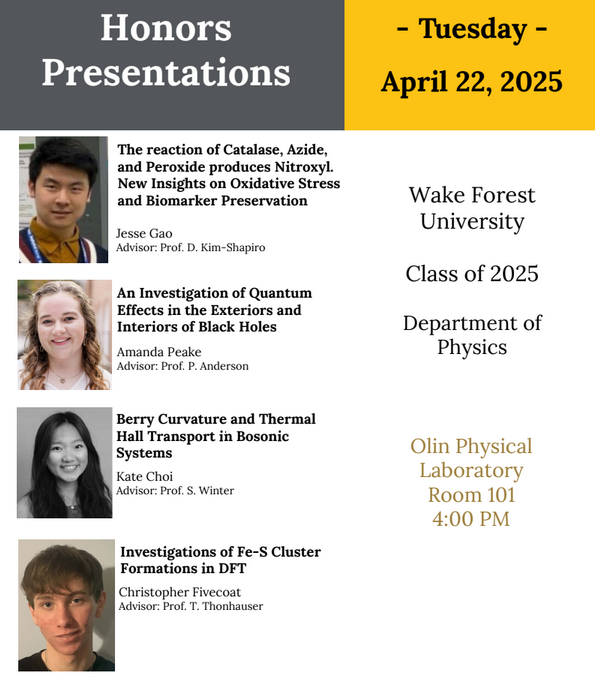 Honors
Presentations
- Tuesday -
April 22, 2025
The reaction of Catalase, Azide,
and Peroxide produces Nitroxyl.
New Insights on Oxidative Stress
and Biomarker Preservation
Jesse Gao
Advisor: Prof. D. Kim-Shapiro
An Investigation of Quantum
Effects in the Exteriors and
Interiors of Black Holes
Amanda Peake
Advisor: Prof. P. Anderson
Berry Curvature and Thermal
Hall Transport in Bosonic
Systems
Kate Choi
Advisor: Prof. S. Winter
Investigations of Fe-S Cluster
Formations in DFT
Christopher Fivecoat
Advisor: Prof. T. Thonhauser
Wake Forest
University
Class of 2025
Department of
Physics
Olin Physical
Laboratory
Room 101
4:00 PM